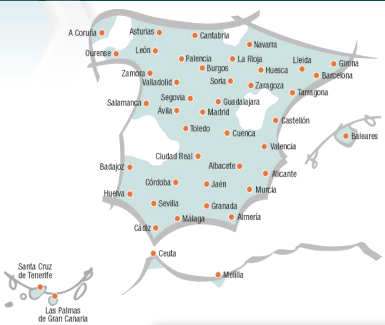 A Coruña
Asturias
Cantabria
Navarra
Ourense
León
Palencia
La Rioja
Girona
Burgos
Huesca
Lleida
Zamora
Barcelona
Valladolid
Soria
Zaragoza
Tarragona
Salamanca
Segovia
Guadalajara
Ávila
Madrid
Castellón
Toledo
Cuenca
Baleares
Valencia
Ciudad Real
Badajoz
Albacete
Alicante
Córdoba
Jaén
Murcia
Huelva
Sevilla
Granada
Málaga
Almería
Cádiz
Ceuta
Melilla
Santa Cruz
de Tenerife
Las Palmas
de Gran Canaria